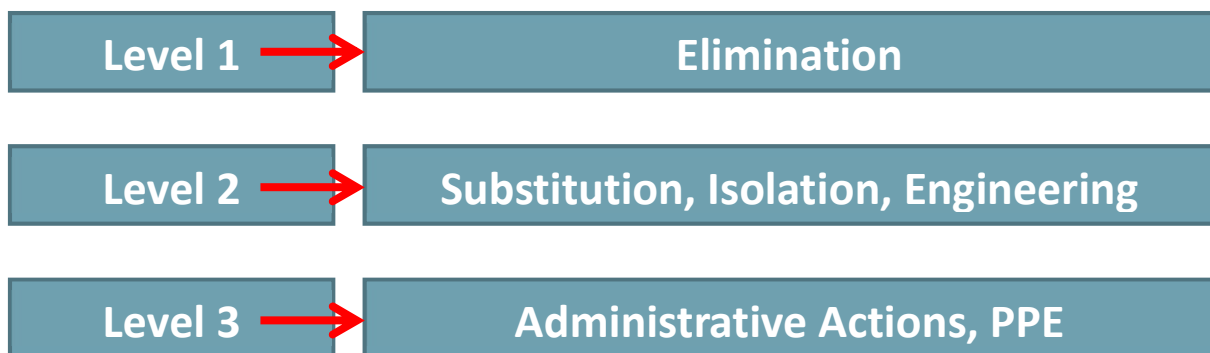 Level 1
Elimination
Level 2
Substitution, Isolation, Engineering
Level 3
Administrative Actions, PPE